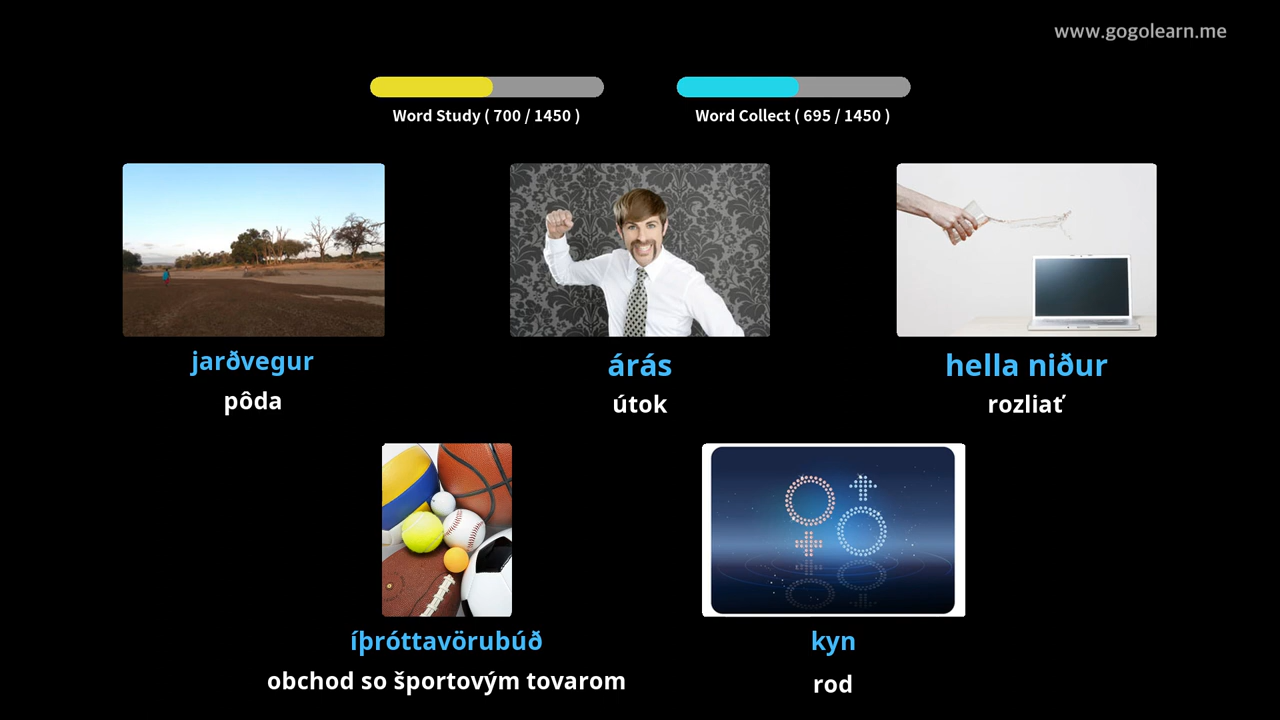 www.gogolearn.me
Word Study ( 700 / 1450 )
Word Collect ( 695 / 1450 )
jarðvegur
pôda
árás
útok
hella niður
rozliať
íþróttavörubúð
obchod so športovým tovarom
kyn
rod